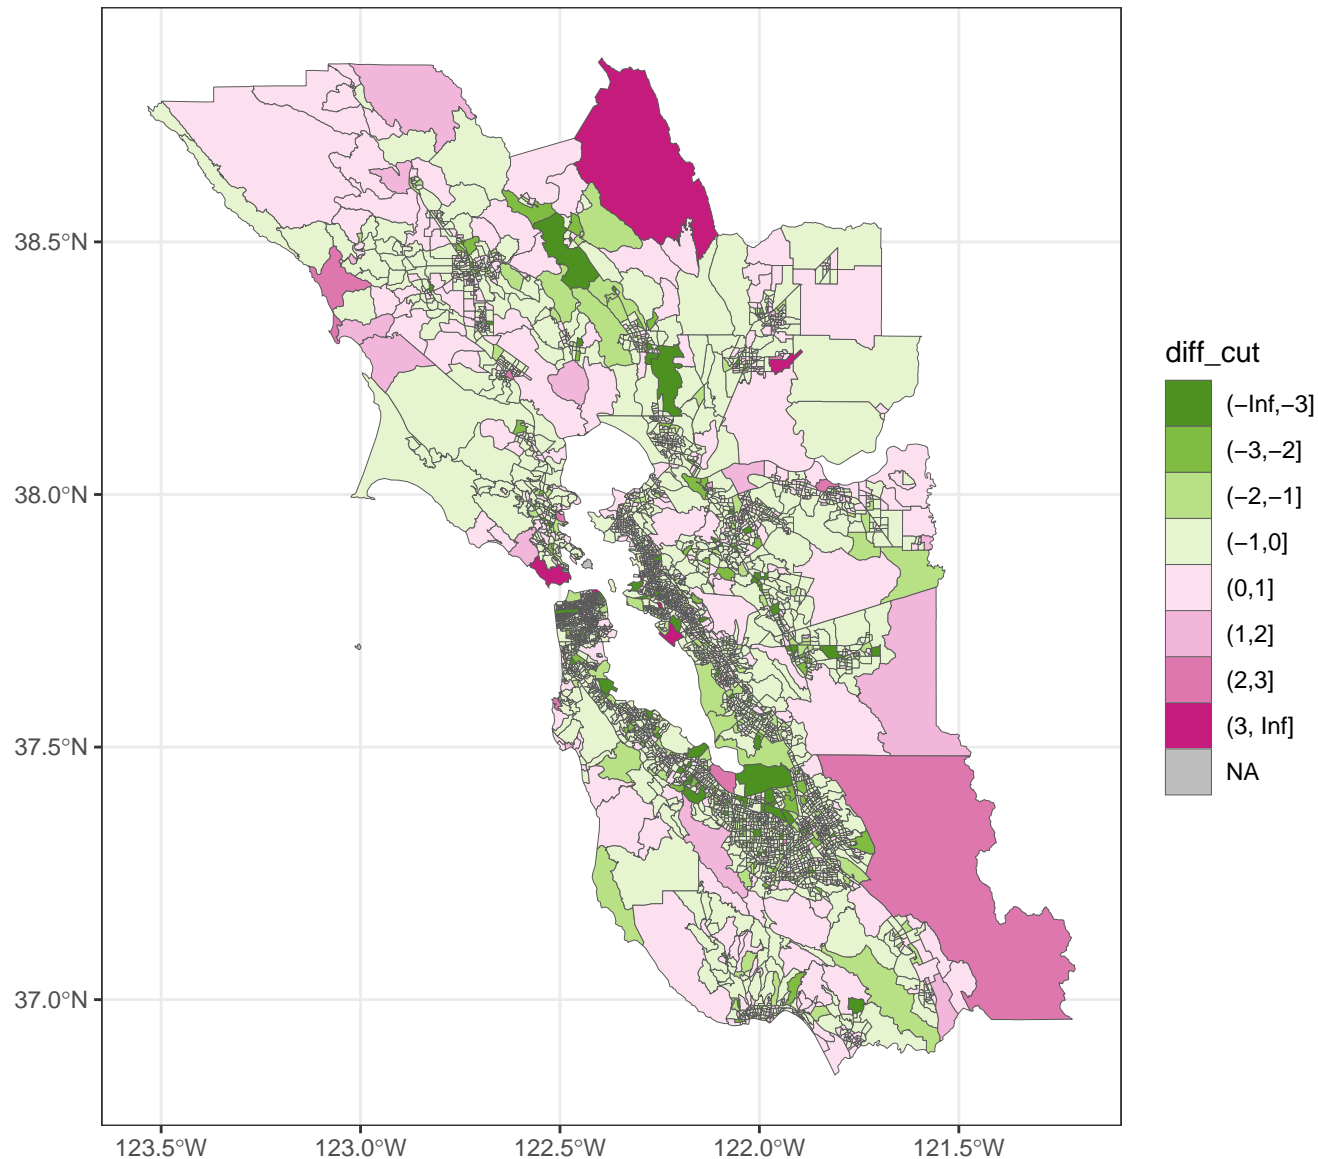 38.5°N
38.0°N
37.5°N
37.0°N
123.5°W 123.0°W 122.5°W 122.0°W 121.5°W
diff_cut
(−Inf,−3]
(−3,−2]
(−2,−1]
(−1,0]
(0,1]
(1,2]
(2,3]
(3, Inf]
NA